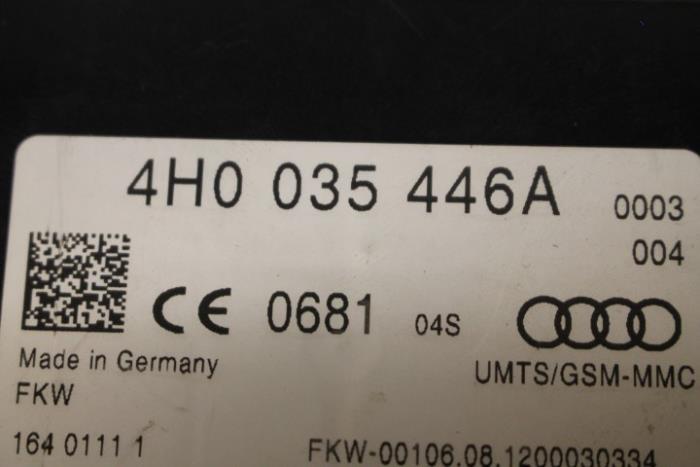 4H0 035 446A 0003
004
CE 0681 04S
Made in Germany
UMTS/GSM-MMC
FKW
164 0111 1
FKW-00106.08.1200030334